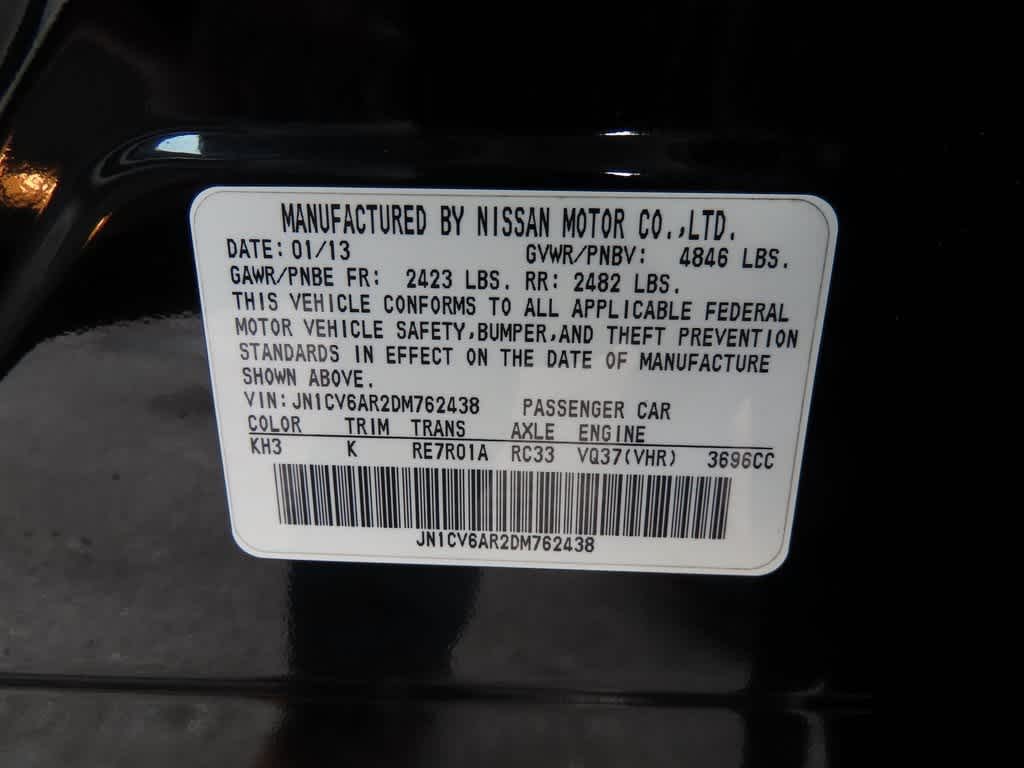 MANUFACTURED BY NISSAN MOTOR CO.,LTD.
DATE: 01/13 GVWR/PNBV: 4846 LBS.
GAWR/PNBE FR: 2423 LBS. RR: 2482 LBS.
THIS VEHICLE CONFORMS TO ALL APPLICABLE FEDERAL
MOTOR VEHICLE SAFETY,BUMPER,AND THEFT PREVENTION
STANDARDS IN EFFECT ON THE DATE OF MANUFACTURE
SHOWN ABOVE.
VIN:JN1CV6AR2DM762438 PASSENGER CAR
COLOR TRIM TRANS AXLE ENGINE
KH3 K RE7R01A RC33 VQ37(VHR) 3696CC
JN1CV6AR2DM762438